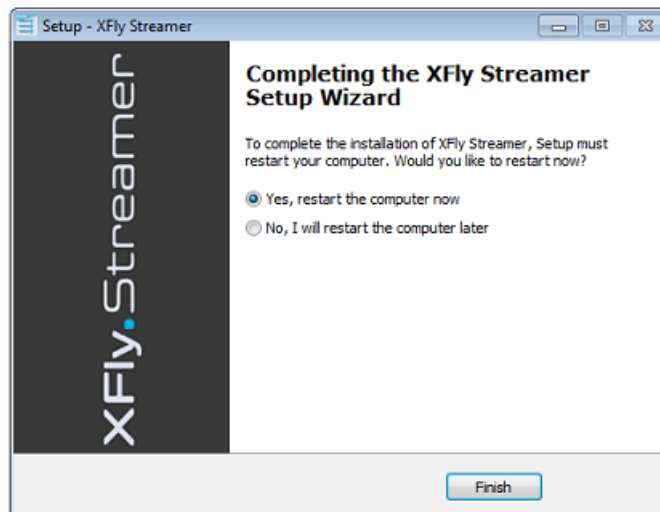 Setup - XFly Streamer
XFly.Streamer
Completing the XFly Streamer
Setup Wizard
To complete the installation of XFly Streamer, Setup must
restart your computer. Would you like to restart now?
Yes, restart the computer now
No, I will restart the computer later
Finish